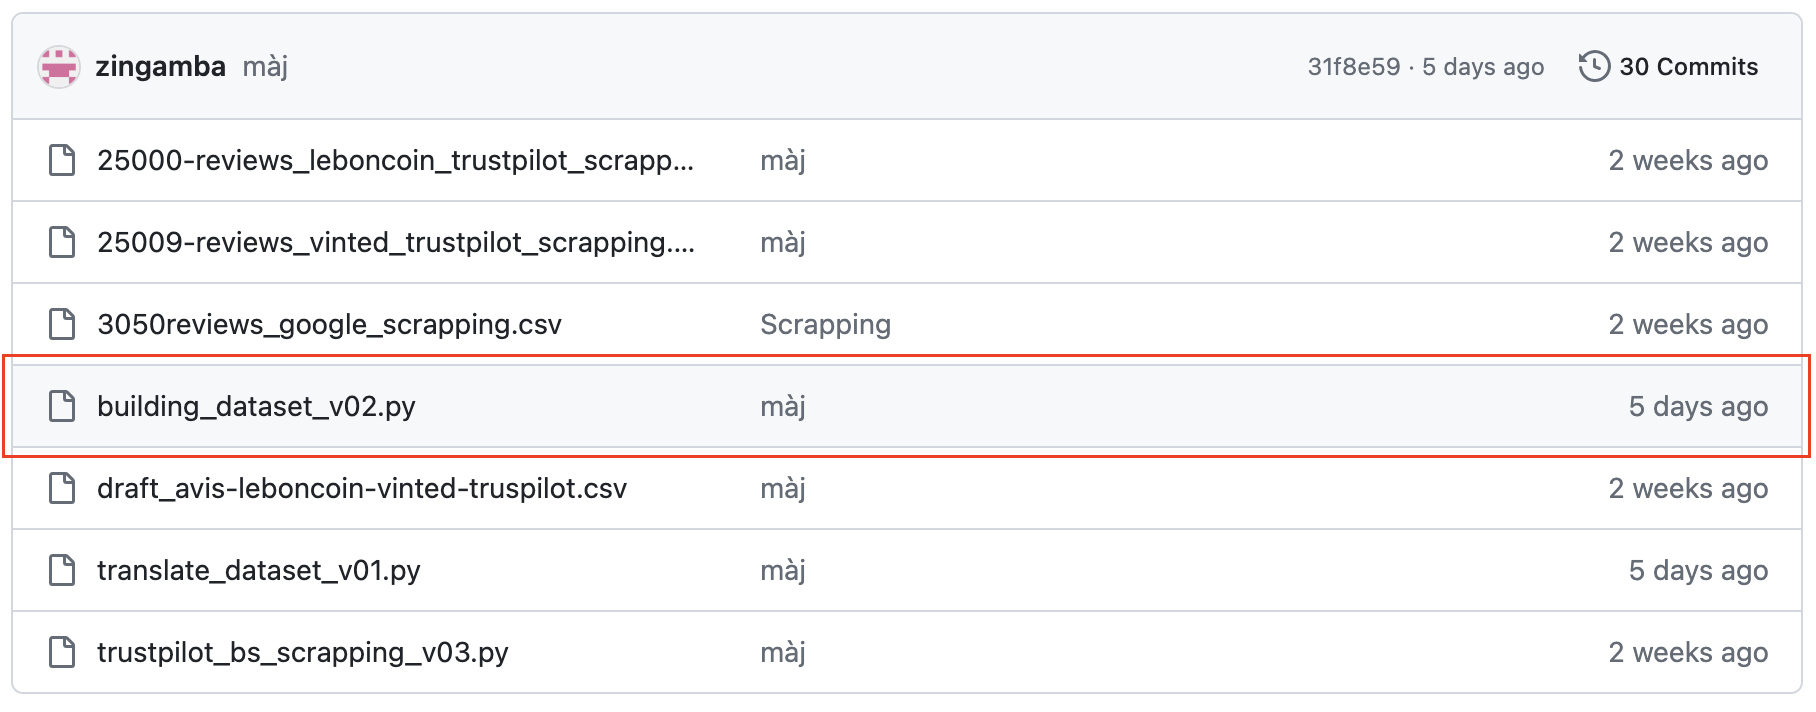 zingamba màj 31f8e59 · 5 days ago 30 Commits
25000-reviews_leboncoin_trustpilot_scrapp... màj 2 weeks ago
25009-reviews_vinted_trustpilot_scrapping.... màj 2 weeks ago
3050reviews_google_scrapping.csv Scrapping 2 weeks ago
building_dataset_v02.py màj 5 days ago
draft_avis-leboncoin-vinted-truspilot.csv màj 2 weeks ago
translate_dataset_v01.py màj 5 days ago
trustpilot_bs_scrapping_v03.py màj 2 weeks ago